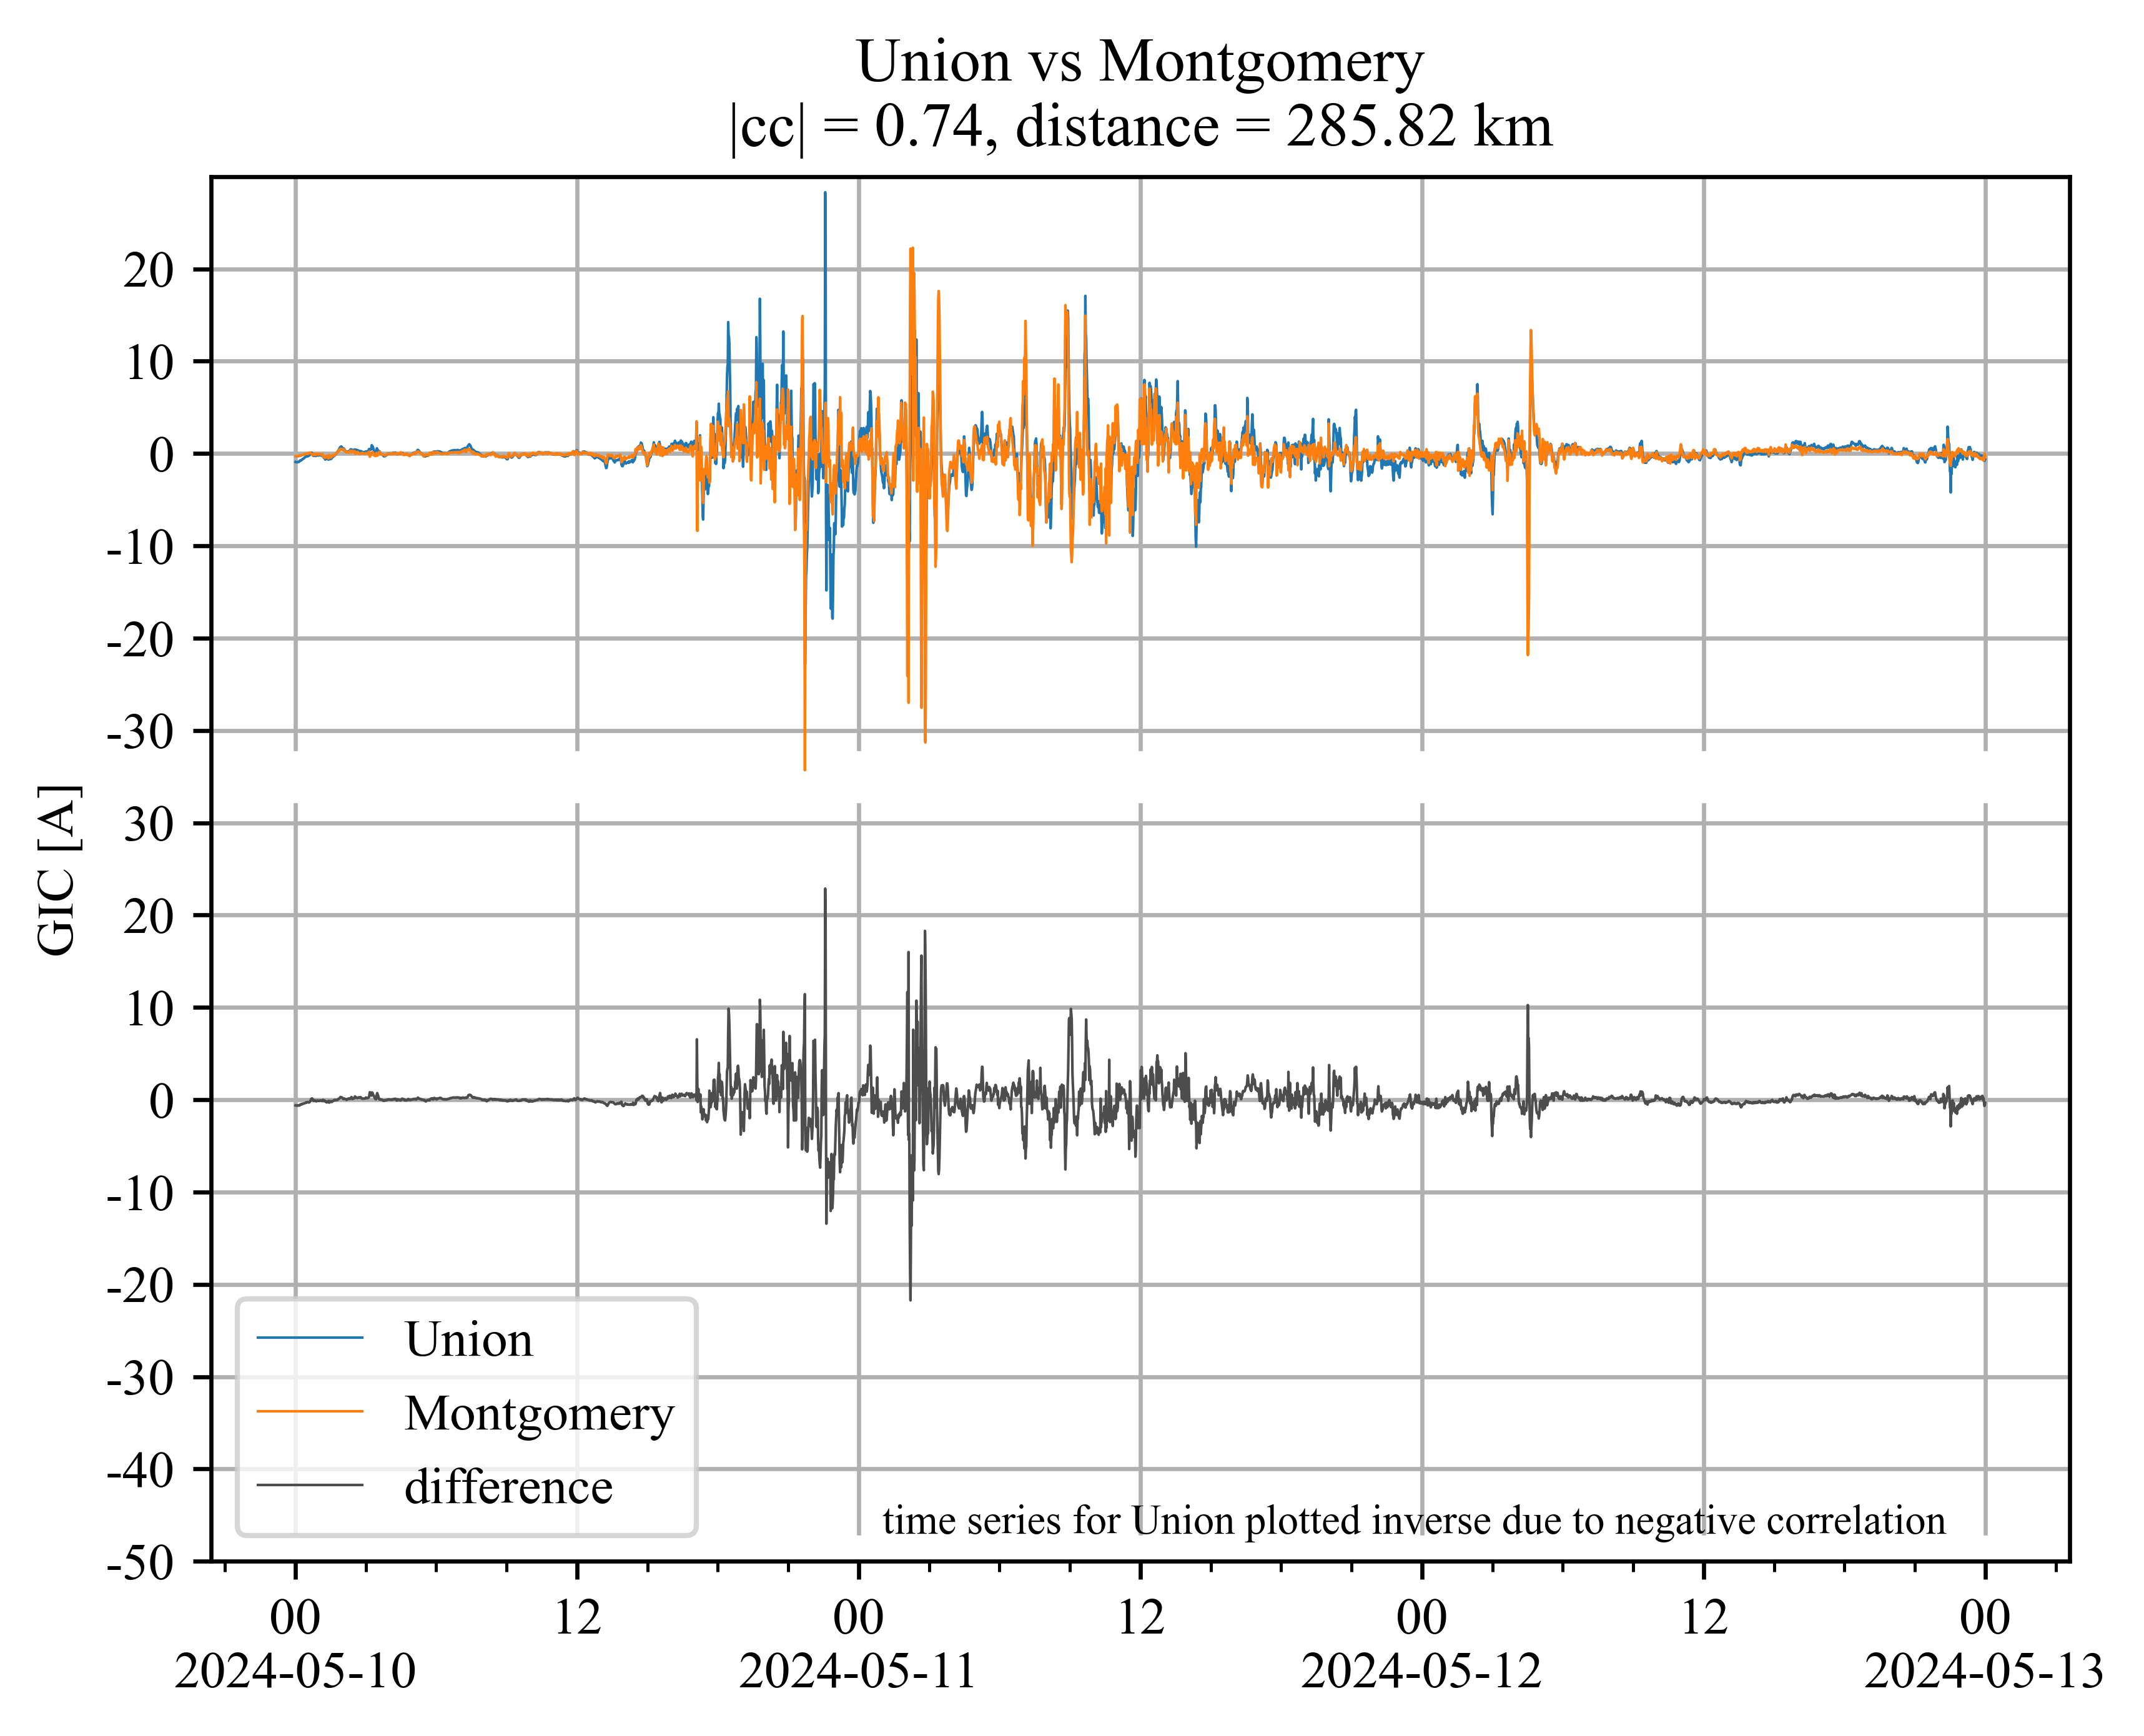 Union vs Montgomery
|cc| = 0.74, distance = 285.82 km
20
10
0
-10
-20
-30
30
20
10
0
-10
-20
-30
-40
-50
GIC [A]
Union
Montgomery
difference
time series for Union plotted inverse due to negative correlation
00 12 00 12 00 12 00
2024-05-10 2024-05-11 2024-05-12 2024-05-13